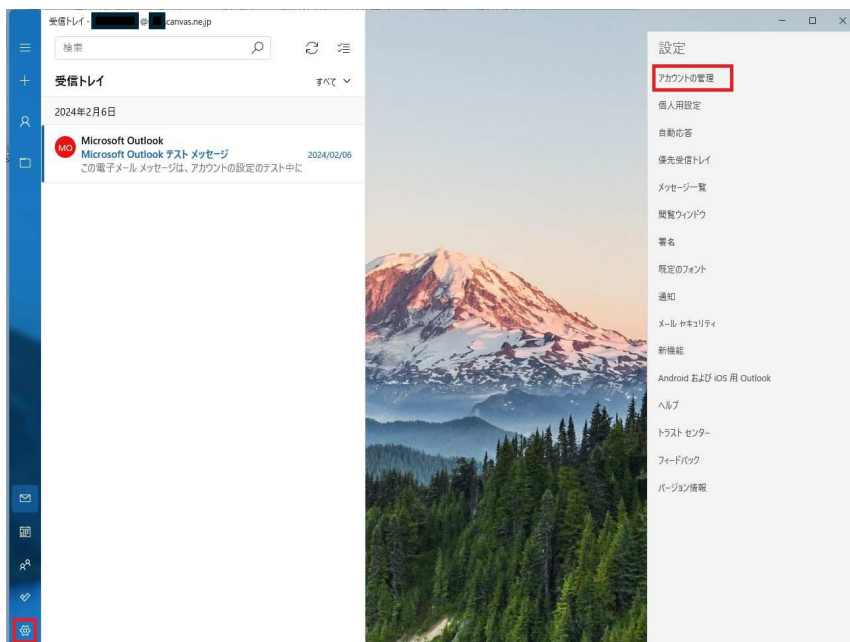 受信トレイ - @ canvas.ne.jp
検索
受信トレイ
すべて
2024年2月6日
MO
Microsoft Outlook
Microsoft Outlook テスト メッセージ 2024/02/06
この電子メール メッセージは、アカウントの設定のテスト中に
設定
アカウントの管理
個人用設定
自動応答
優先受信トレイ
メッセージ一覧
閲覧ウィンドウ
署名
既定のフォント
通知
メール セキュリティ
新機能
Android および iOS 用 Outlook
ヘルプ
トラスト センター
フィードバック
バージョン情報